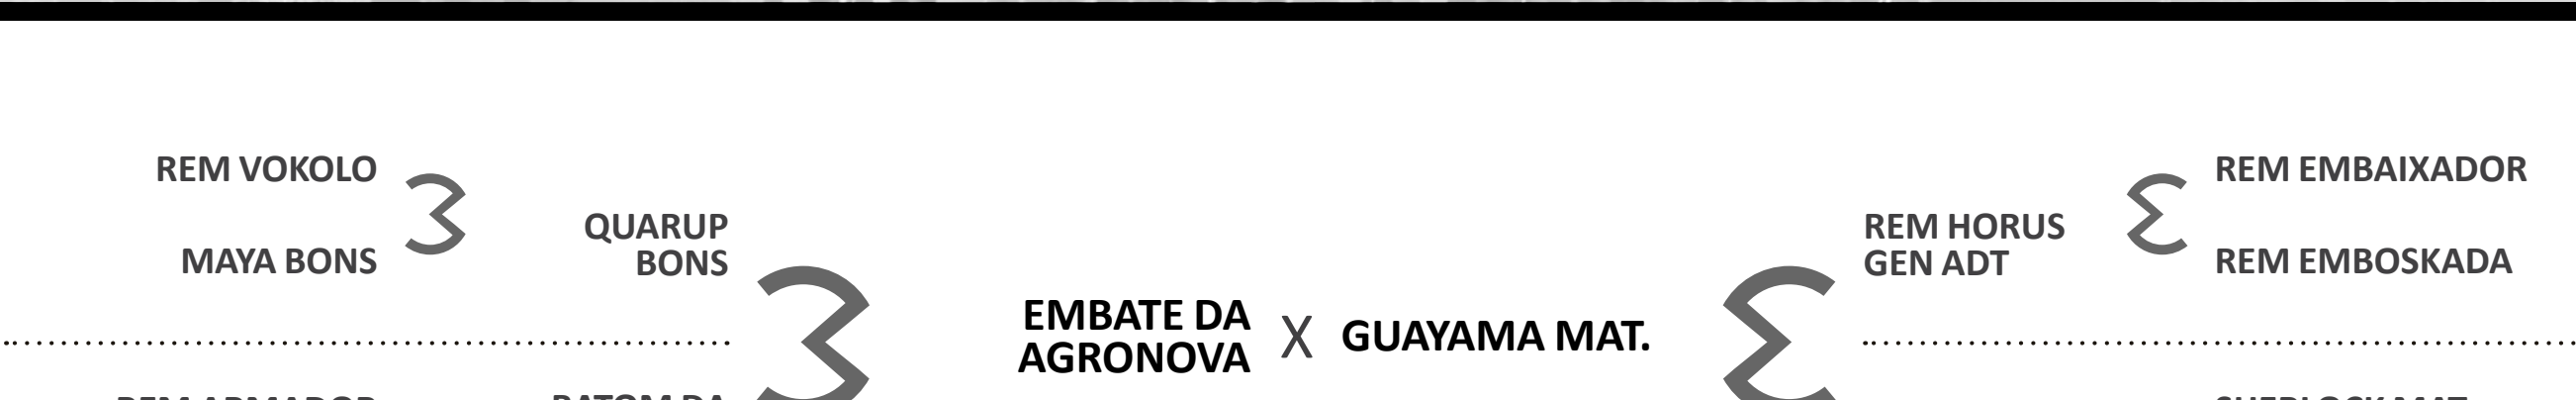 REM VOKOLO
MAYA BONS
QUARUP
BONS
EMBATE DA
AGRONOVA
X
GUAYAMA MAT.
REM HORUS
GEN ADT
REM EMBAIXADOR
REM EMBOSKADA